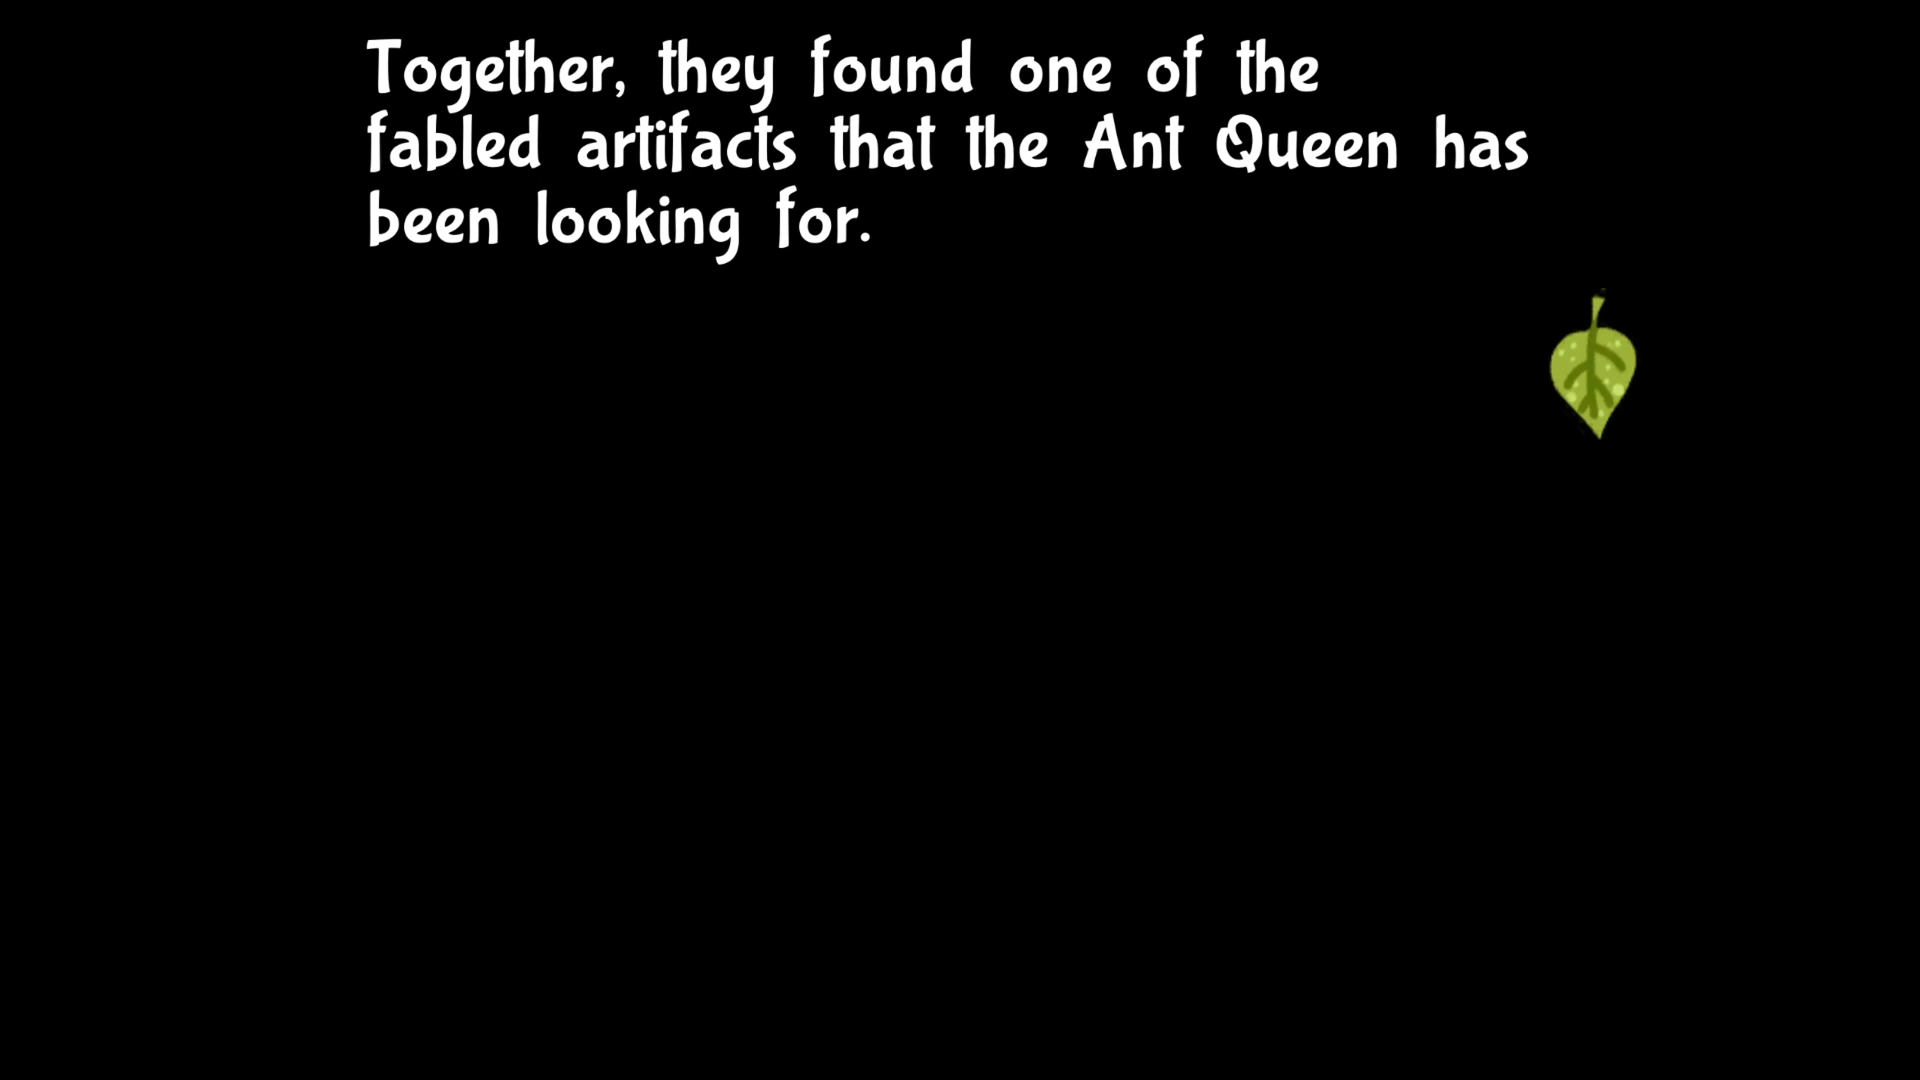 Together, they found one of the
fabled artifacts that the Ant Queen has
been looking for.